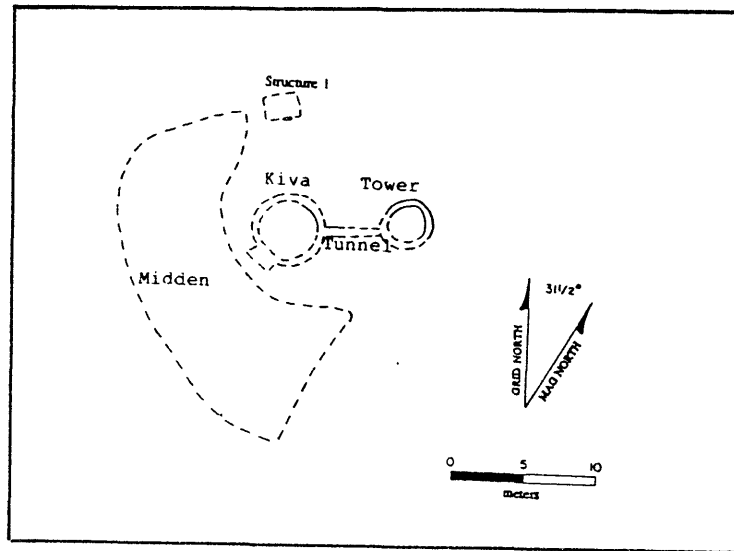 Structure 1
Kiva
Tower
Tunnel
Midden
31 1/2°
GRID NORTH
MAG NORTH
0 5 10
meters